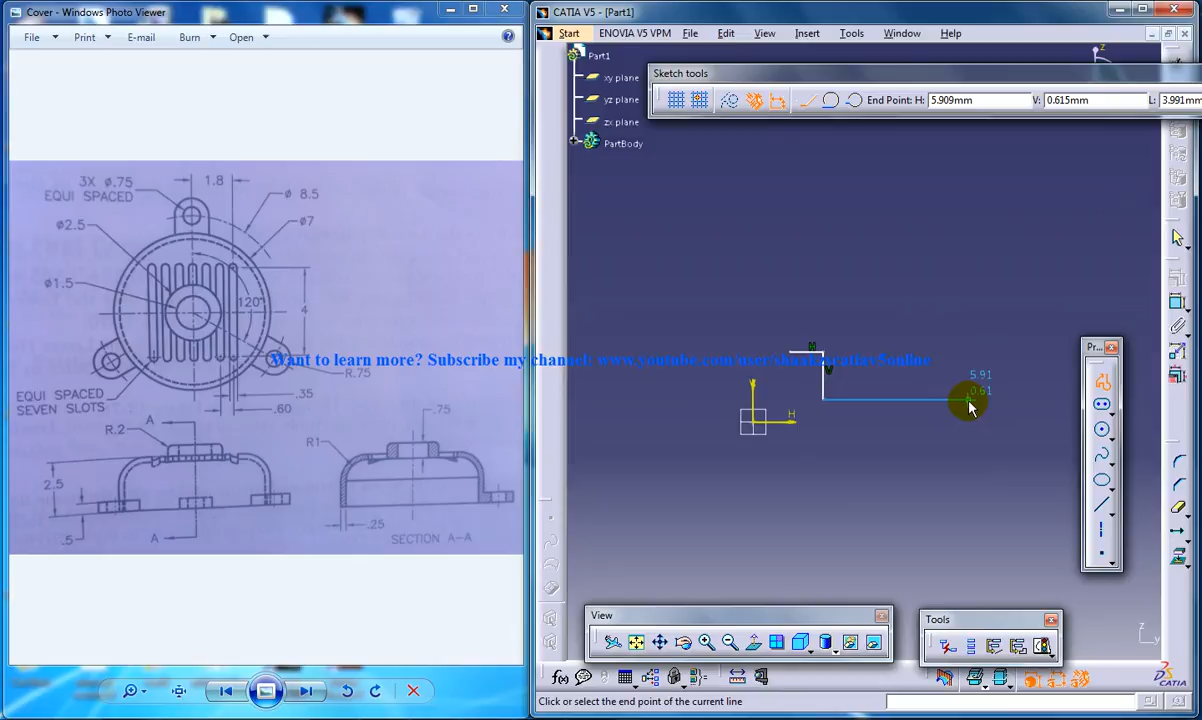 Cover - Windows Photo Viewer
File Print E-mail Burn Open
3X ø.75
EQUI SPACED
1.8
ø 8.5
ø7
ø2.5
ø1.5
120°
4
R.75
EQUI SPACED
SEVEN SLOTS
.35
.60
A
R.2
.75
R1
2.5
.5
A
.25
SECTION A-A
CATIA V5 - [Part1]
Start ENOVIA V5 VPM File Edit View Insert Tools Window Help
Part1
xy plane
yz plane
zx plane
PartBody
Sketch tools
End Point: H: 5.909mm V: 0.615mm L: 3.991mm
z
H
V
5.91
0.61
Want to learn more? Subscribe my channel: www.youtube.com/user/shashicatiav5online
H
Pr...
View
Tools
f(x)
z
y
CATIA
Click or select the end point of the current line